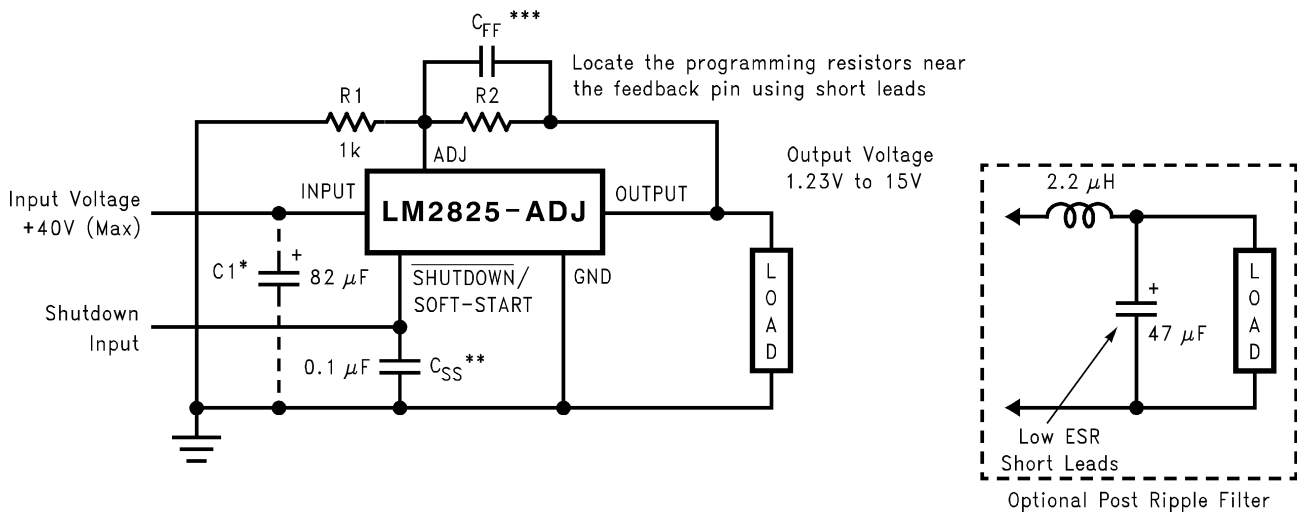 C_FF ***
Locate the programming resistors near
the feedback pin using short leads
R1
R2
1k
ADJ
Output Voltage
1.23V to 15V
Input Voltage
+40V (Max)
INPUT
LM2825-ADJ
OUTPUT
C1*
+
82 μF
SHUTDOWN/
SOFT-START
GND
LOAD
Shutdown
Input
0.1 μF
C_SS **
2.2 μH
+
47 μF
LOAD
Low ESR
Short Leads
Optional Post Ripple Filter